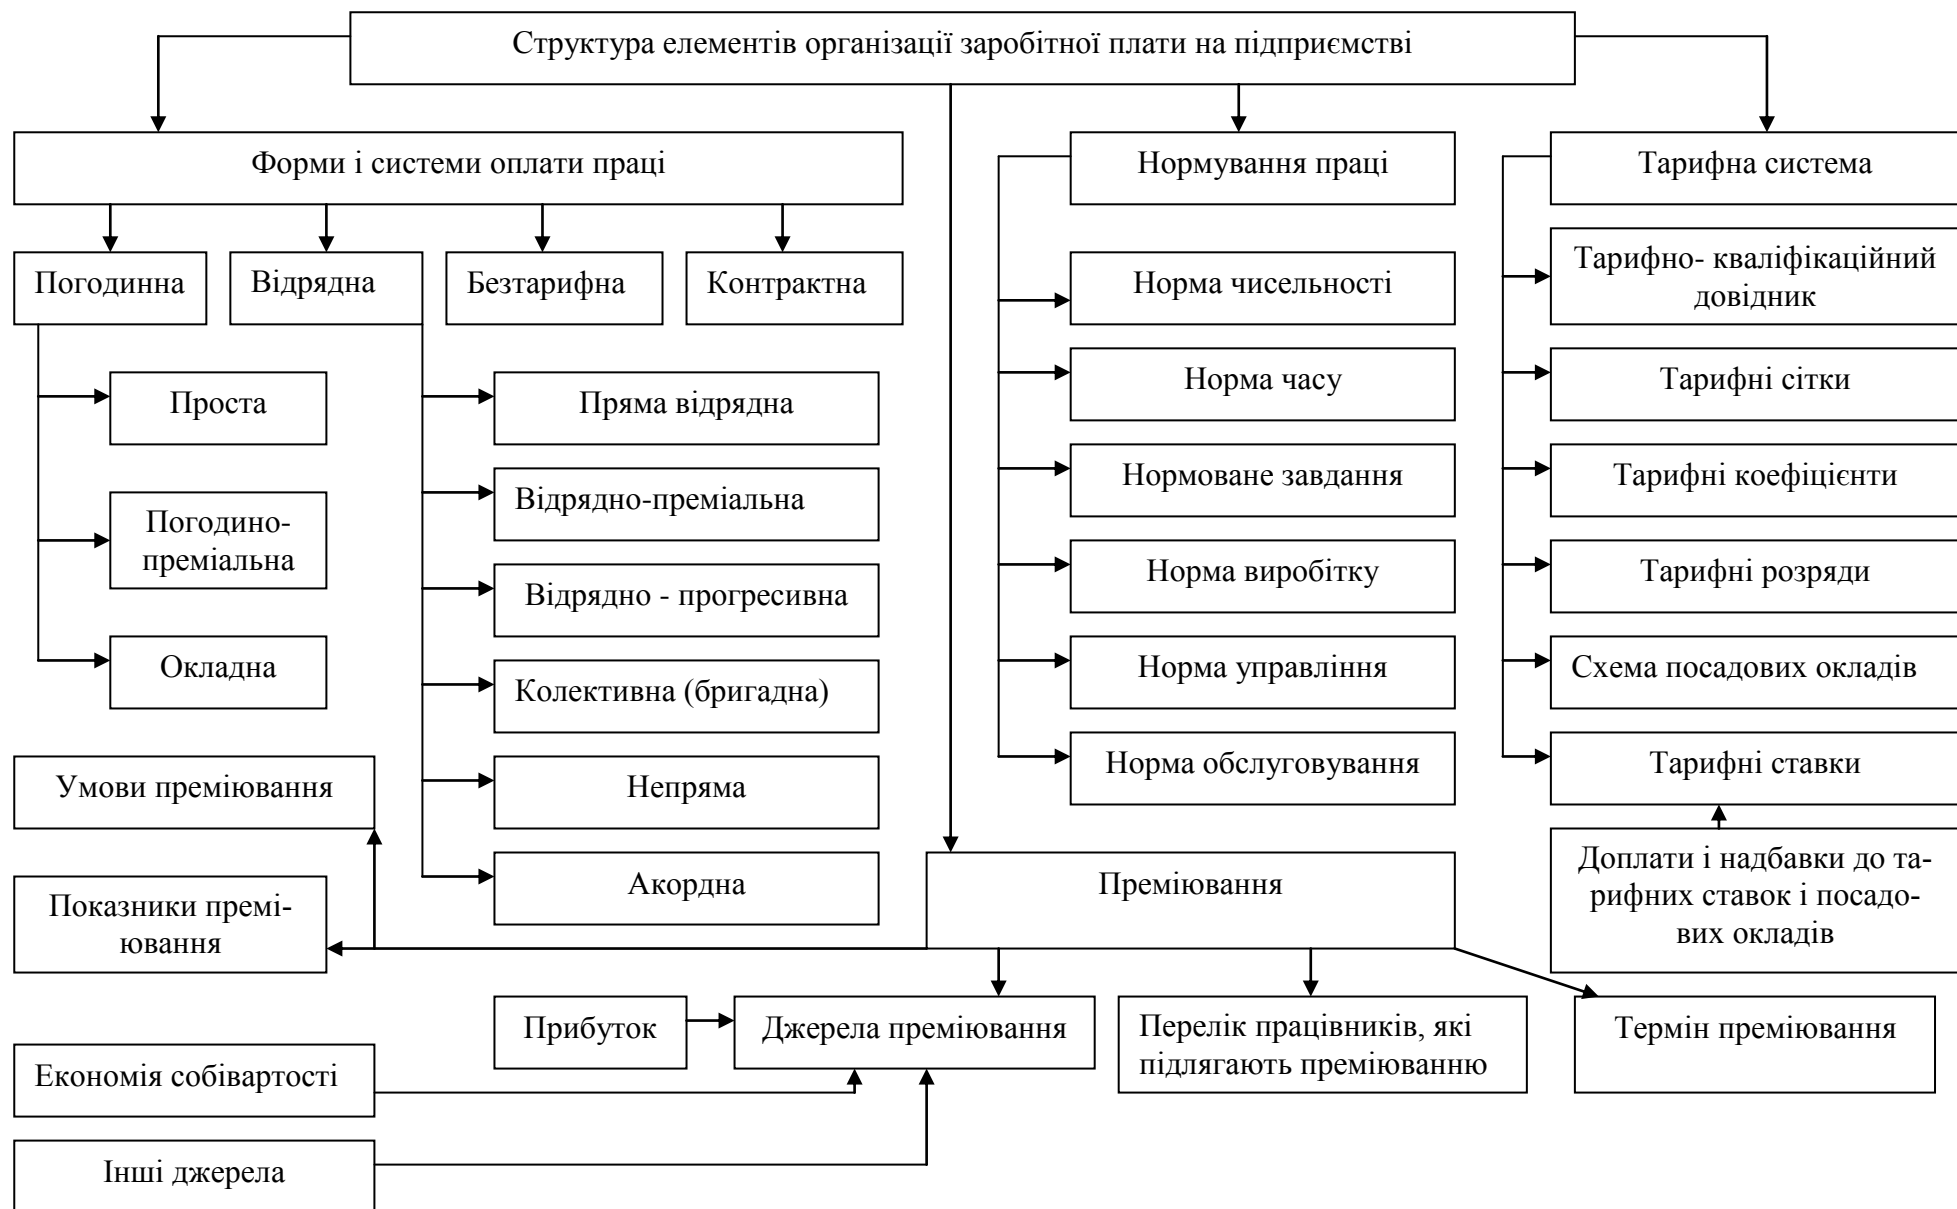 Структура елементів організації заробітної плати на підприємстві
Форми і системи оплати праці
Нормування праці
Тарифна система
Погодинна
Відрядна
Безтарифна
Контрактна
Норма чисельності
Тарифно- кваліфікаційний
довідник
Проста
Пряма відрядна
Норма часу
Тарифні сітки
Відрядно-преміальна
Нормоване завдання
Тарифні коефіцієнти
Погодино-
преміальна
Відрядно - прогресивна
Норма виробітку
Тарифні розряди
Окладна
Колективна (бригадна)
Норма управління
Схема посадових окладів
Умови преміювання
Непряма
Норма обслуговування
Тарифні ставки
Показники премі-
ювання
Акордна
Преміювання
Доплати і надбавки до та-
рифних ставок і посадо-
вих окладів
Прибуток
Джерела преміювання
Перелік працівників, які
підлягають преміюванню
Термін преміювання
Економія собівартості
Інші джерела